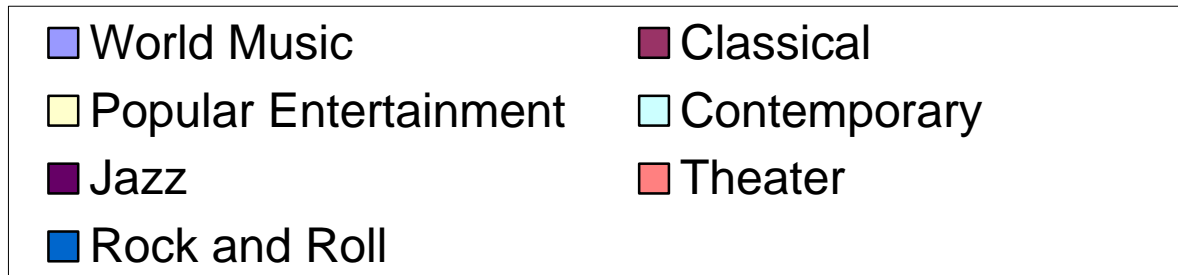 World Music
Classical
Popular Entertainment
Contemporary
Jazz
Theater
Rock and Roll